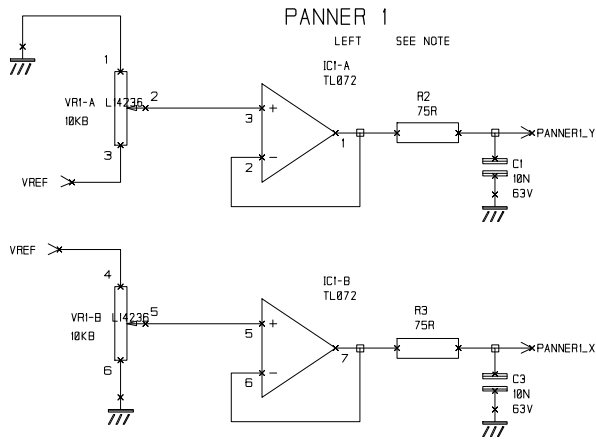 PANNER 1
LEFT SEE NOTE
IC1-A
TL072
1
R2
75R
VR1-A L14236
10KB
2
3
+
1
PANNER1_Y
3
2
−
C1
10N
63V
VREF
VREF
4
IC1-B
TL072
R3
75R
VR1-B L14236
10KB
5
5
+
7
PANNER1_X
6
6
−
C3
10N
63V